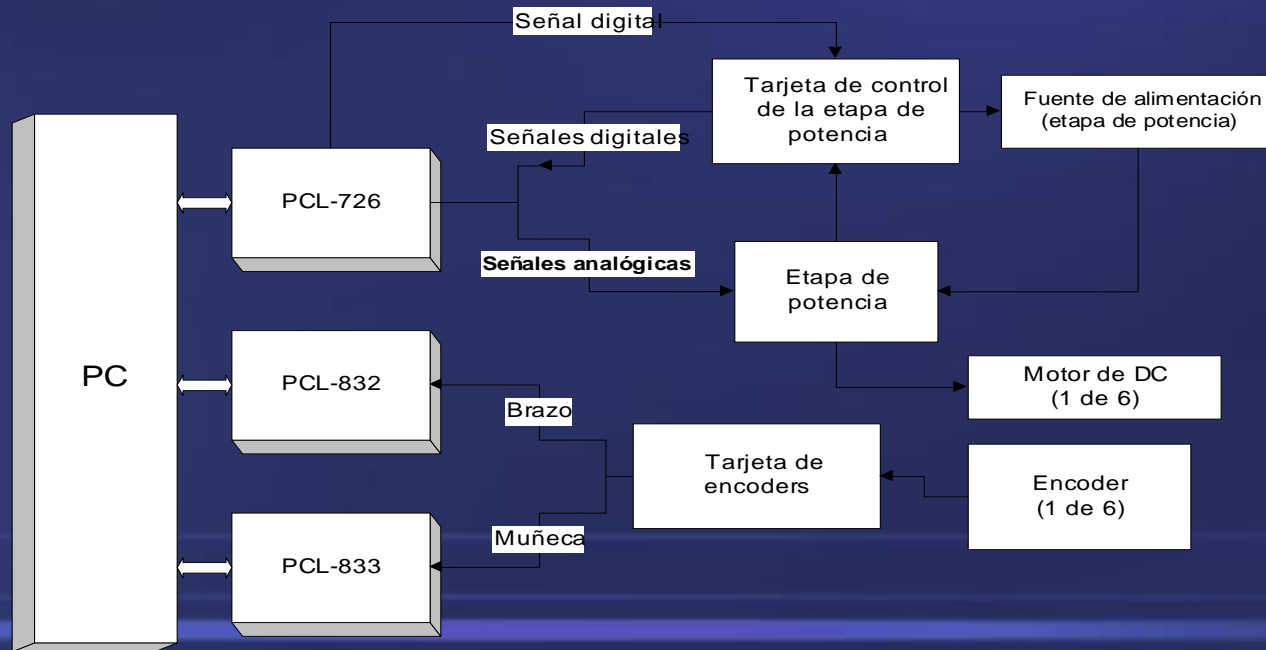 Señal digital
Tarjeta de control
de la etapa de
potencia
Fuente de alimentación
(etapa de potencia)
Señales digitales
PCL-726
Señales analógicas
Etapa de
potencia
PC
PCL-832
Brazo
Motor de DC
(1 de 6)
Tarjeta de
encoders
Encoder
(1 de 6)
Muñeca
PCL-833